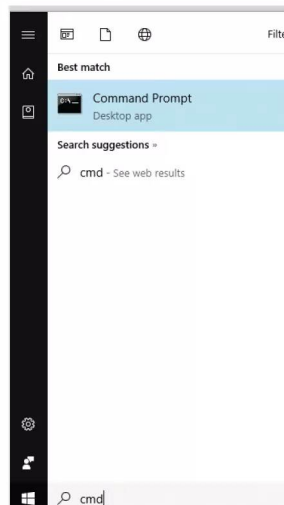 Filte
Best match
Command Prompt
Desktop app
Search suggestions »
cmd - See web results
cmd